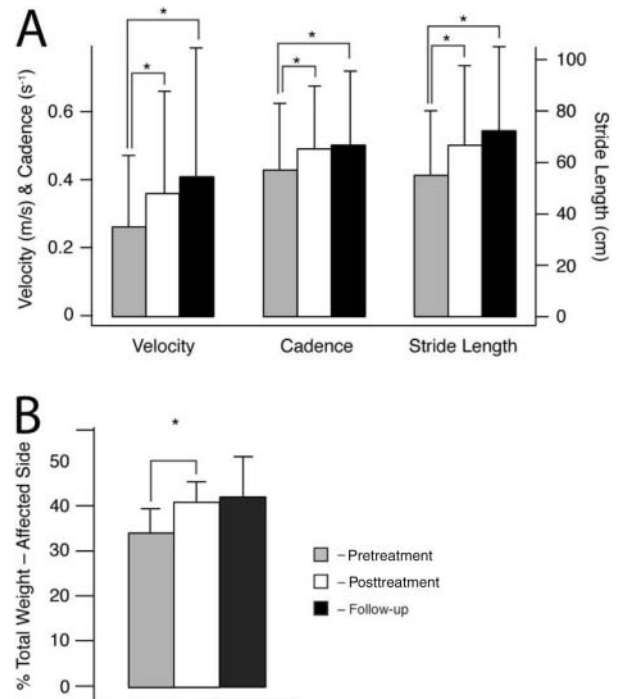 A
Velocity (m/s) & Cadence (s⁻¹)
0.6
0.4
0.2
0
*
*
*
*
*
*
100
80
60
40
20
0
Stride Length (cm)
Velocity
Cadence
Stride Length
B
% Total Weight – Affected Side
50
40
30
20
10
0
*
– Pretreatment
– Posttreatment
– Follow-up